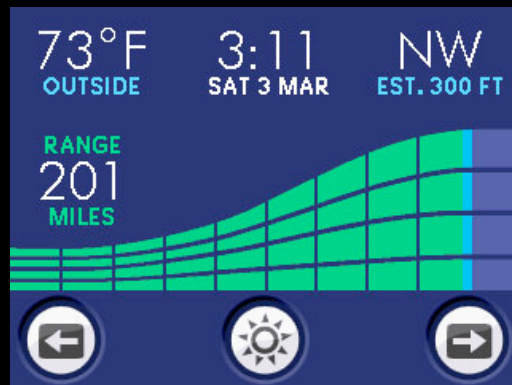 73°F
OUTSIDE
3:11
SAT 3 MAR
NW
EST. 300 FT
RANGE
201
MILES